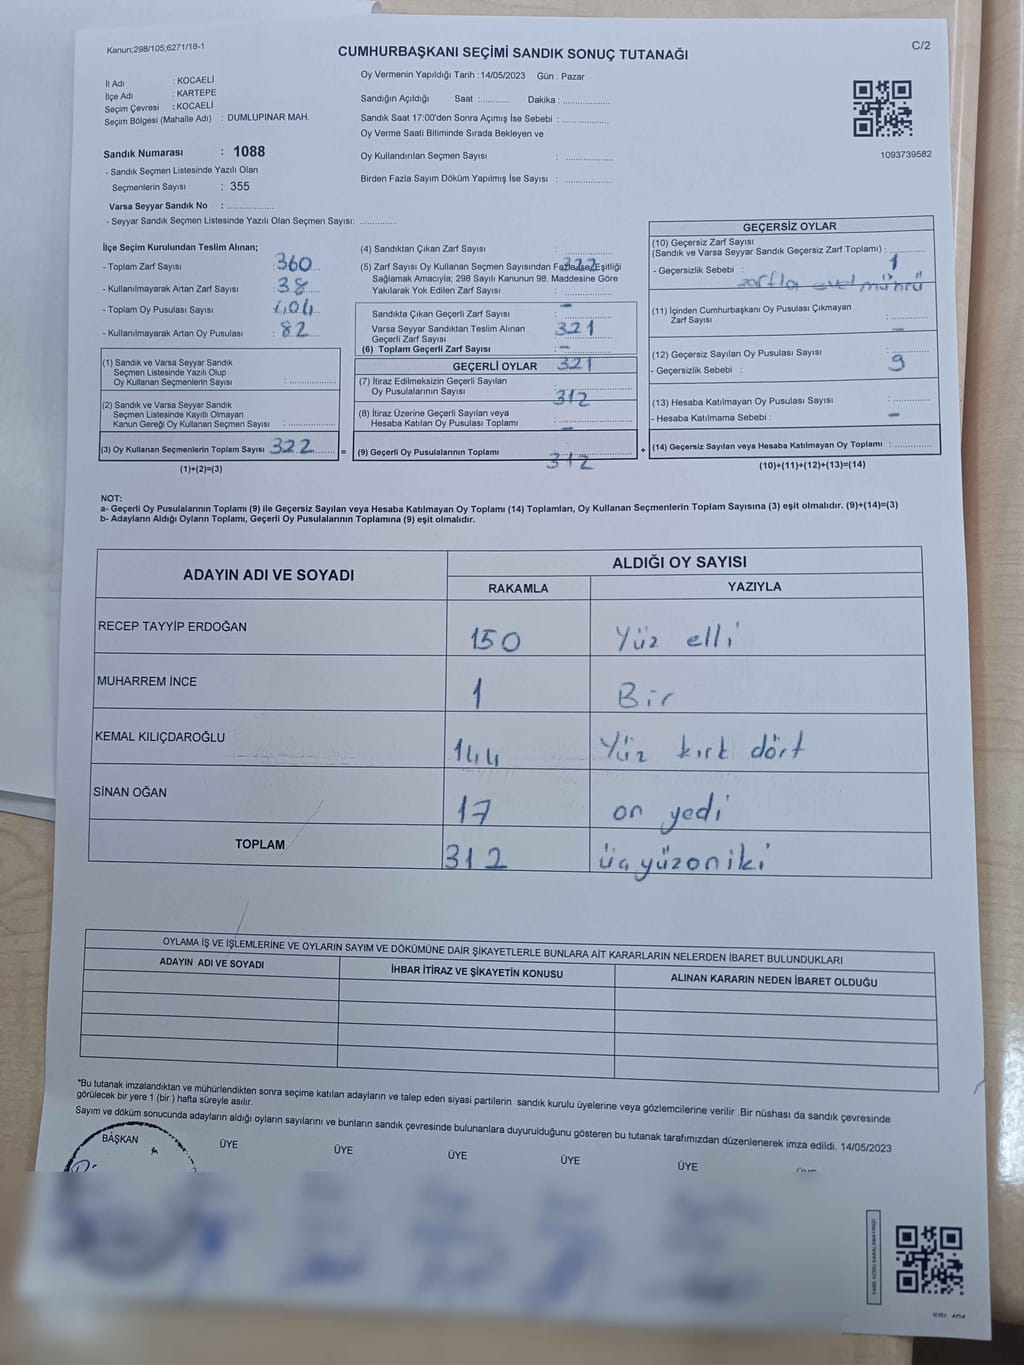 Kanun;298/105;6271/18-1
C/2
CUMHURBAŞKANI SEÇİMİ SANDIK SONUÇ TUTANAĞI
İl Adı : KOCAELİ
İlçe Adı : KARTEPE
Seçim Çevresi : KOCAELİ
Seçim Bölgesi (Mahalle Adı) : DUMLUPINAR MAH.
Sandık Numarası : 1088
- Sandık Seçmen Listesinde Yazılı Olan
Seçmenlerin Sayısı : 355
Varsa Seyyar Sandık No :
- Seyyar Sandık Seçmen Listesinde Yazılı Olan Seçmen Sayısı:
Oy Vermenin Yapıldığı Tarih : 14/05/2023 Gün : Pazar
Sandığın Açıldığı Saat : Dakika :
Sandık Saat 17:00'den Sonra Açımış İse Sebebi :
Oy Verme Saati Bitiminde Sırada Bekleyen ve
Oy Kullandırılan Seçmen Sayısı :
Birden Fazla Sayım Döküm Yapılmış İse Sayısı :
1093739582
İlçe Seçim Kurulundan Teslim Alınan;
- Toplam Zarf Sayısı : 360
- Kullanılmayarak Artan Zarf Sayısı : 38
- Toplam Oy Pusulası Sayısı : 404
- Kullanılmayarak Artan Oy Pusulası : 82
(1) Sandık ve Varsa Seyyar Sandık
Seçmen Listesinde Yazılı Olup
Oy Kullanan Seçmenlerin Sayısı :
(2) Sandık ve Varsa Seyyar Sandık
Seçmen Listesinde Kayıtlı Olmayan
Kanun Gereği Oy Kullanan Seçmen Sayısı :
(3) Oy Kullanan Seçmenlerin Toplam Sayısı 322 =
(1)+(2)=(3)
(4) Sandıktan Çıkan Zarf Sayısı : 322
(5) Zarf Sayısı Oy Kullanan Seçmen Sayısından Fazla ise/Eşitliği
Sağlamak Amacıyla; 298 Sayılı Kanunun 98. Maddesine Göre
Yakılarak Yok Edilen Zarf Sayısı : –
Sandıkta Çıkan Geçerli Zarf Sayısı : 321
Varsa Seyyar Sandıktan Teslim Alınan
Geçerli Zarf Sayısı : –
(6) Toplam Geçerli Zarf Sayısı : 321
GEÇERLİ OYLAR
(7) İtiraz Edilmeksizin Geçerli Sayılan
Oy Pusulalarının Sayısı : 312
(8) İtiraz Üzerine Geçerli Sayılan veya
Hesaba Katılan Oy Pusulası Toplamı : –
(9) Geçerli Oy Pusulalarının Toplamı 312 +
GEÇERSİZ OYLAR
(10) Geçersiz Zarf Sayısı
(Sandık ve Varsa Seyyar Sandık Geçersiz Zarf Toplamı) : 1
- Geçersizlik Sebebi : zarfta evet mührü
(11) İçinden Cumhurbaşkanı Oy Pusulası Çıkmayan
Zarf Sayısı : –
(12) Geçersiz Sayılan Oy Pusulası Sayısı : 9
- Geçersizlik Sebebi :
(13) Hesaba Katılmayan Oy Pusulası Sayısı : –
- Hesaba Katılmama Sebebi :
(14) Geçersiz Sayılan veya Hesaba Katılmayan Oy Toplamı :
(10)+(11)+(12)+(13)=(14)
NOT:
a- Geçerli Oy Pusulalarının Toplamı (9) ile Geçersiz Sayılan veya Hesaba Katılmayan Oy Toplamı (14) Toplamları, Oy Kullanan Seçmenlerin Toplam Sayısına (3) eşit olmalıdır. (9)+(14)=(3)
b- Adayların Aldığı Oyların Toplamı, Geçerli Oy Pusulalarının Toplamına (9) eşit olmalıdır.
ADAYIN ADI VE SOYADI ALDIĞI OY SAYISI
RAKAMLA YAZIYLA
RECEP TAYYİP ERDOĞAN 150 Yüz elli
MUHARREM İNCE 1 Bir
KEMAL KILIÇDAROĞLU 144 Yüz kırk dört
SİNAN OĞAN 17 on yedi
TOPLAM 312 üçyüzoniki
OYLAMA İŞ VE İŞLEMLERİNE VE OYLARIN SAYIM VE DÖKÜMÜNE DAİR ŞİKAYETLERLE BUNLARA AİT KARARLARIN NELERDEN İBARET BULUNDUKLARI
ADAYIN ADI VE SOYADI İHBAR İTİRAZ VE ŞİKAYETİN KONUSU ALINAN KARARIN NEDEN İBARET OLDUĞU
*Bu tutanak imzalandıktan ve mühürlendikten sonra seçime katılan adayların ve talep eden siyasi partilerin sandık kurulu üyelerine veya gözlemcilerine verilir .Bir nüshası da sandık çevresinde
görülecek bir yere 1 (bir ) hafta süreyle asılır.
Sayım ve döküm sonucunda adayların aldığı oyların sayılarını ve bunların sandık çevresinde bulunanlara duyurulduğunu gösteren bu tutanak tarafımızdan düzenlenerek imza edildi. 14/05/2023
BAŞKAN ÜYE ÜYE ÜYE ÜYE ÜYE